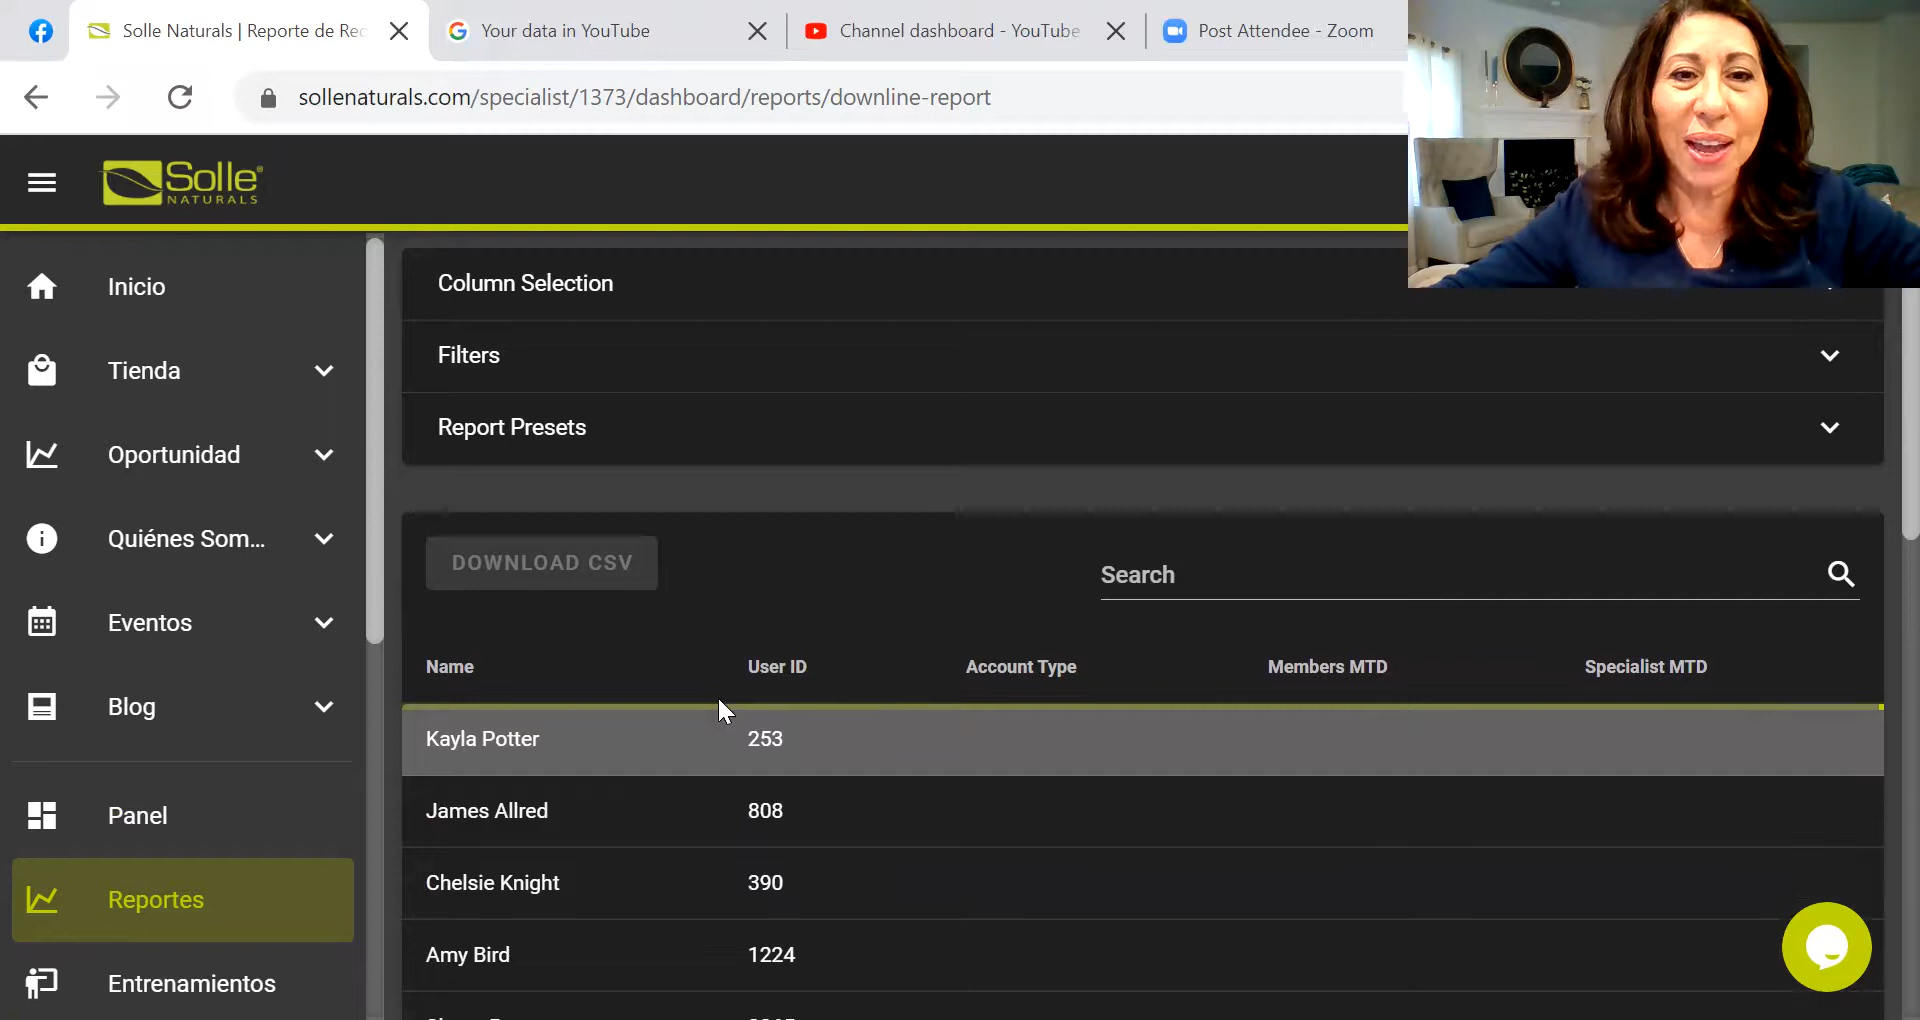 Solle Naturals | Reporte de Rec
Your data in YouTube
Channel dashboard - YouTube
Post Attendee - Zoom
sollenaturals.com/specialist/1373/dashboard/reports/downline-report
Solle
NATURALS
Inicio
Tienda
Oportunidad
Quiénes Som...
Eventos
Blog
Panel
Reportes
Entrenamientos
Column Selection
Filters
Report Presets
DOWNLOAD CSV
Search
Name User ID Account Type Members MTD Specialist MTD
Kayla Potter 253
James Allred 808
Chelsie Knight 390
Amy Bird 1224